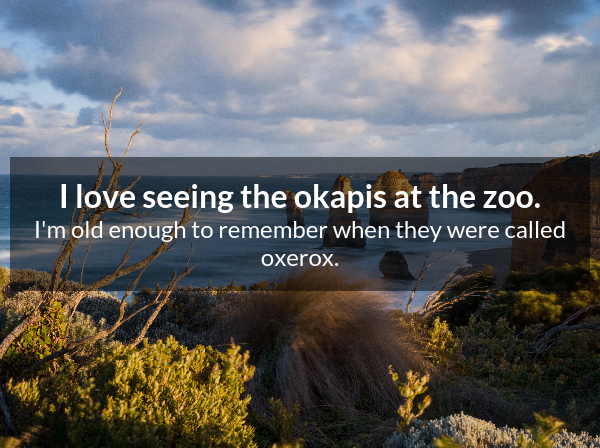 I love seeing the okapis at the zoo.
I'm old enough to remember when they were called
oxerox.